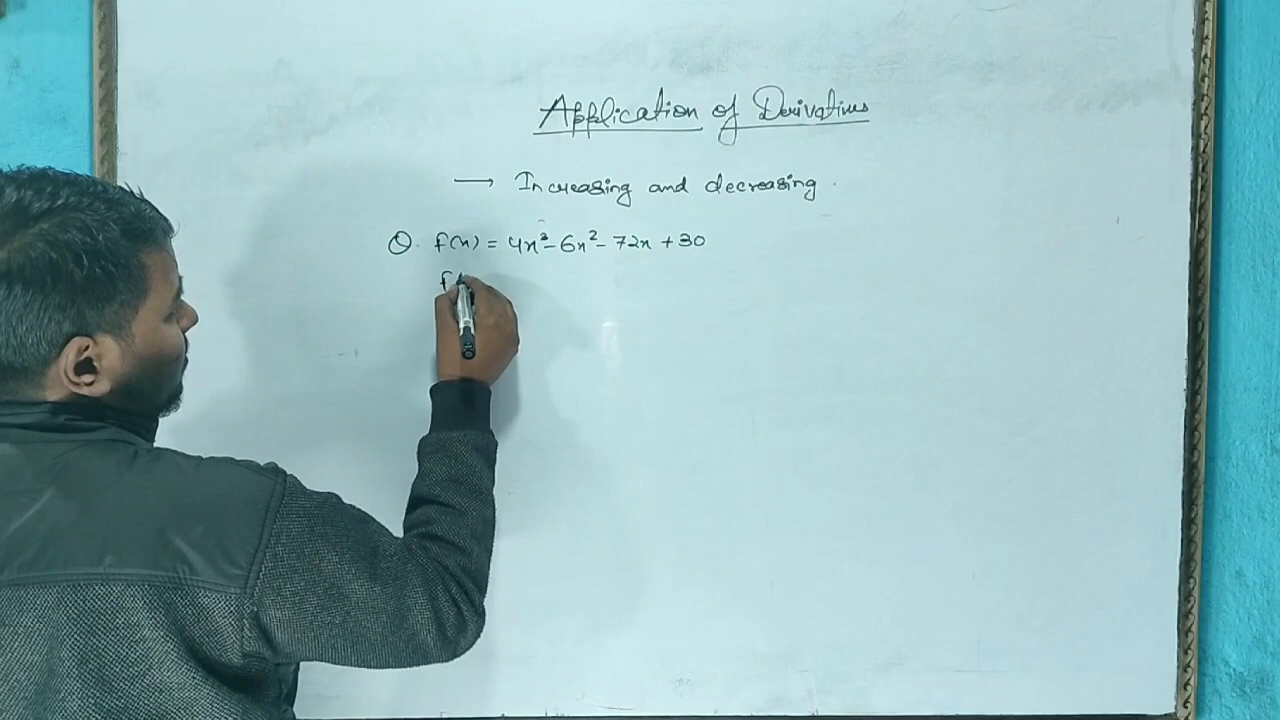 Application of Derivatives
→ Increasing and decreasing.
Q. f(x) = 4x³ - 6x² - 72x + 30
f